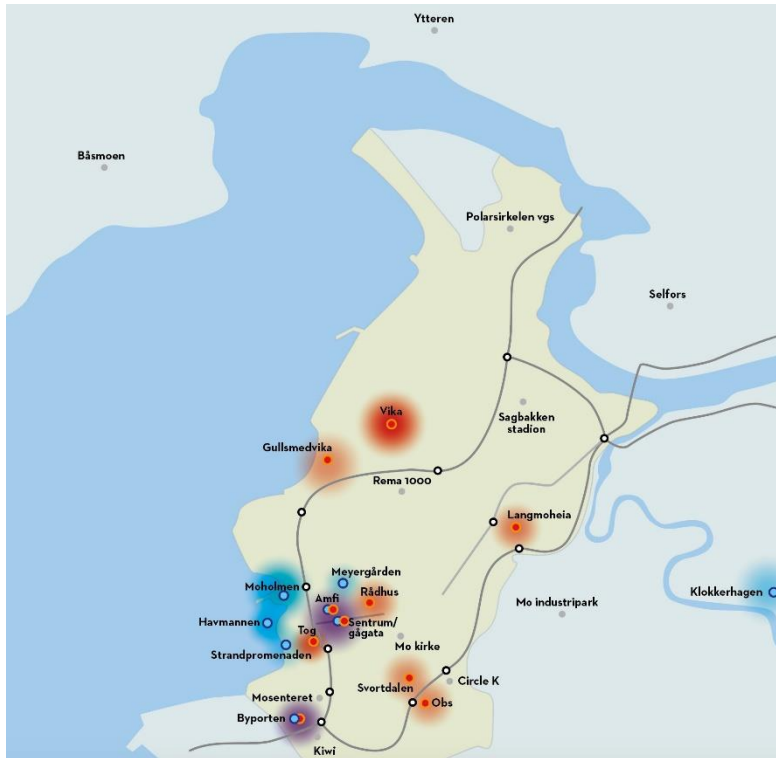 Ytteren
Båsmoen
Polarsirkelen vgs
Selfors
Vika
Sagbakken
stadion
Gullsmedvika
Rema 1000
Langmoheia
Meyergården
Moholmen
Amfi
Rådhus
Klokkerhagen
Mo industripark
Havmannen
Sentrum/
gågata
Tog
Mo kirke
Strandpromenaden
Svortdalen
Circle K
Mosenteret
Obs
Byporten
Kiwi